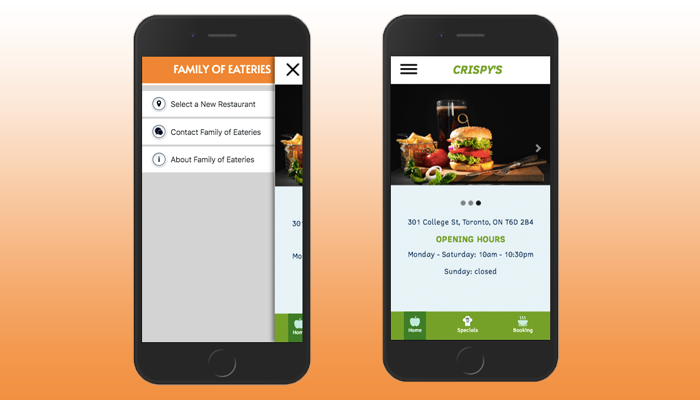 FAMILY OF EATERIES
Select a New Restaurant
Contact Family of Eateries
i About Family of Eateries
30
Mo
Hom
CRISPY'S
301 College St, Toronto, ON T6D 2B4
OPENING HOURS
Monday - Saturday: 10am - 10:30pm
Sunday: closed
Home Specials Booking